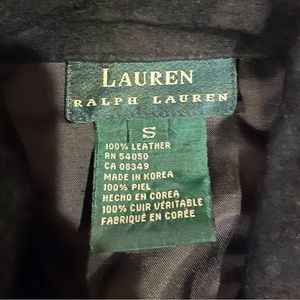 LAUREN
RALPH LAUREN
S
100% LEATHER
RN 54050
CA 08349
MADE IN KOREA
100% PIEL
HECHO EN COREA
100% CUIR VÉRITABLE
FABRIQUÉ EN CORÉE